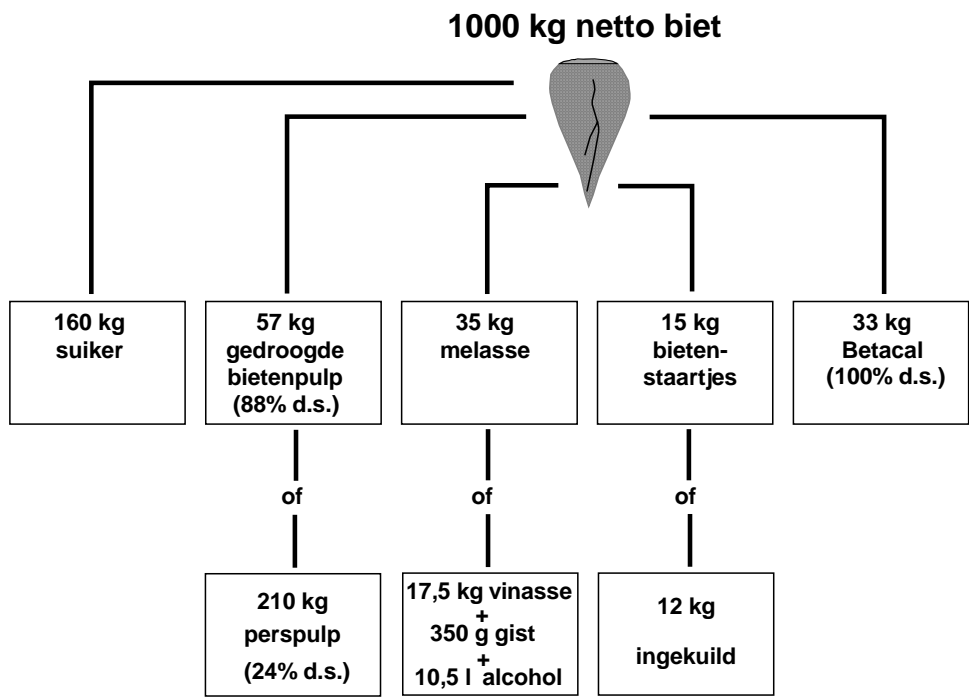 1000 kg netto biet
160 kg
suiker
57 kg
gedroogde
bietenpulp
(88% d.s.)
35 kg
melasse
15 kg
bieten-
staartjes
33 kg
Betacal
(100% d.s.)
of
of
of
210 kg
perspulp
(24% d.s.)
17,5 kg vinasse
+
350 g gist
+
10,5 l alcohol
12 kg
ingekuild